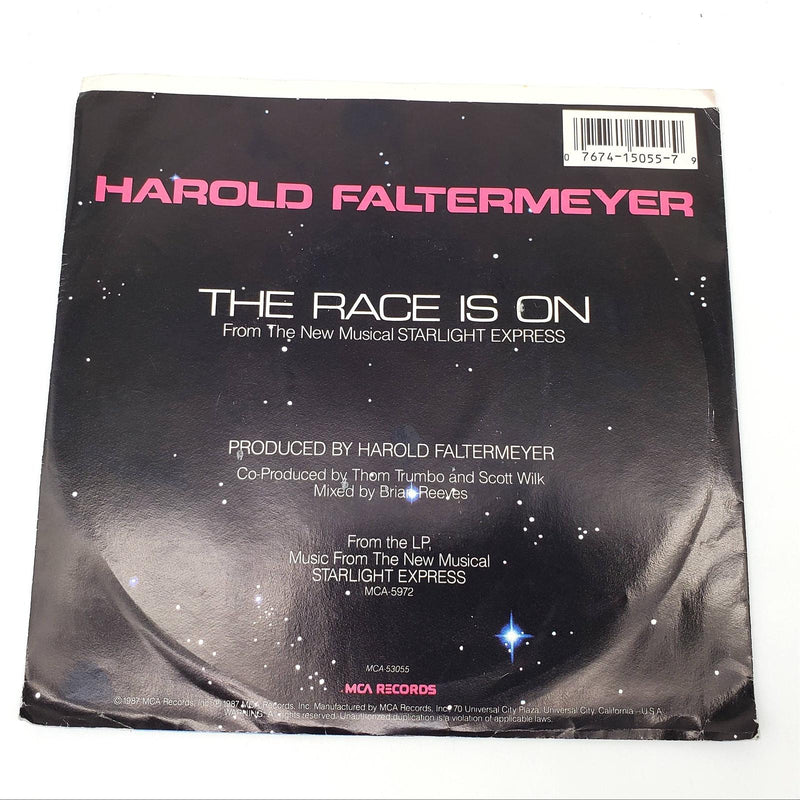 0 7674-15055-7 9
HAROLD FALTERMEYER
THE RACE IS ON
From The New Musical STARLIGHT EXPRESS
PRODUCED BY HAROLD FALTERMEYER
Co-Produced by Thom Trumbo and Scott Wilk
Mixed by Brian Reeves
From the LP,
Music From The New Musical
STARLIGHT EXPRESS
MCA-5972
MCA-53055
MCA RECORDS
© 1987 MCA Records, Inc. ℗ 1987 MCA Records, Inc. Manufactured by MCA Records, Inc. 70 Universal City Plaza, Universal City, California - U.S.A.
WARNING: All rights reserved. Unauthorized duplication is a violation of applicable laws.